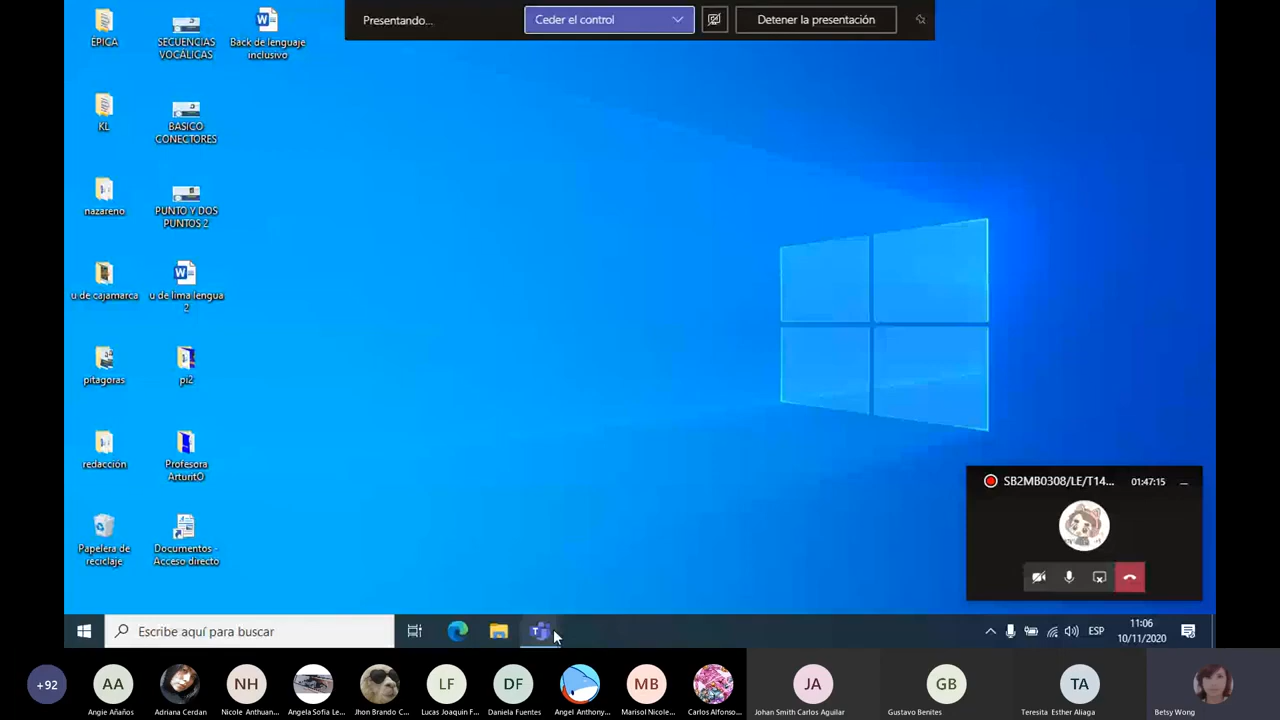 Presentando...
Ceder el control
Detener la presentación
EPICA
SECUENCIAS
VOCALICAS
Back de lenguaje
inclusivo
KL
BASICO
CONECTORES
nazareno
PUNTO Y DOS
PUNTOS 2
u de cajamarca
u de lima lengua
2
pitagoras
pi2
redacción
Profesora
ArtuntO
Papelera de
reciclaje
Documentos -
Acceso directo
SB2MB0308/LE/T14...
01:47:15
Escribe aquí para buscar
ESP
11:06
10/11/2020
+92
AA
NH
LF
DF
MB
JA
GB
TA
Angie Añaños
Adriana Cerdan
Nicole Anthuan...
Angela Sofia Le...
Jhon Brando C...
Lucas Joaquin F...
Daniela Fuentes
Angel Anthony...
Marisol Nicole...
Carlos Alfonso...
Johan Smith Carlos Aguilar
Gustavo Benites
Teresita Esther Aliaga
Betsy Wong